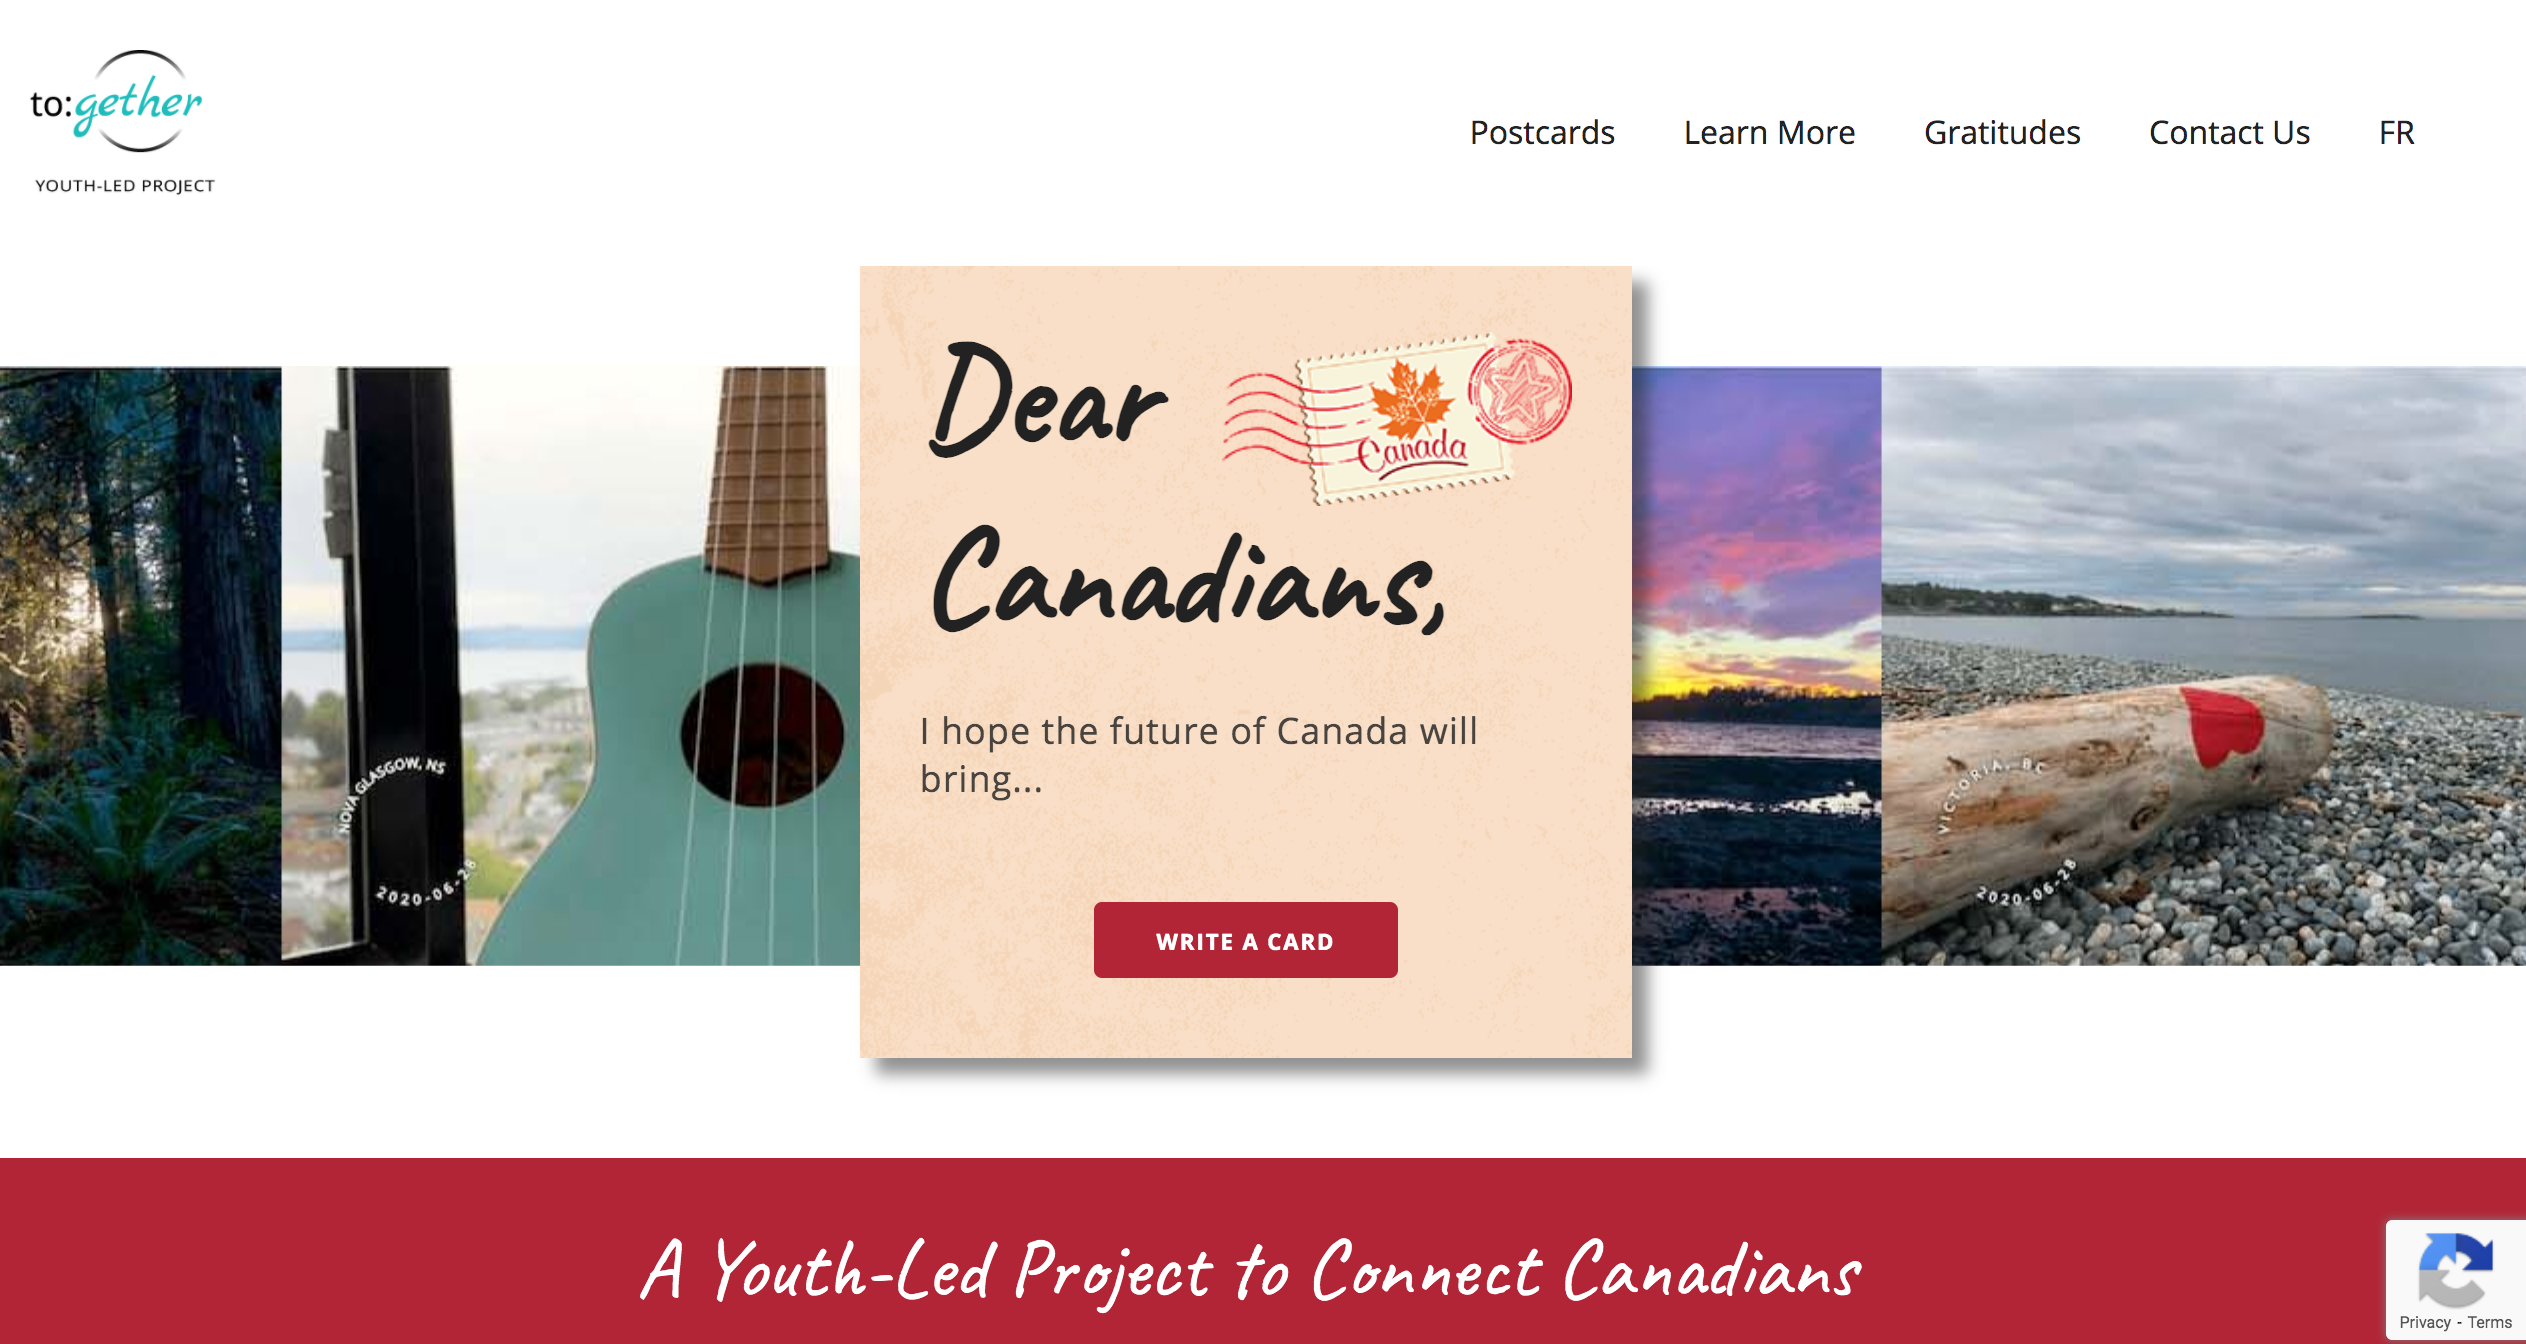 to:gether
YOUTH-LED PROJECT
Postcards
Learn More
Gratitudes
Contact Us
FR
Dear
Canada
Canadians,
I hope the future of Canada will
bring...
WRITE A CARD
NOVA GLASGOW, NS
2020-06-28
VICTORIA, BC
2020-06-28
A Youth-Led Project to Connect Canadians
Privacy - Terms